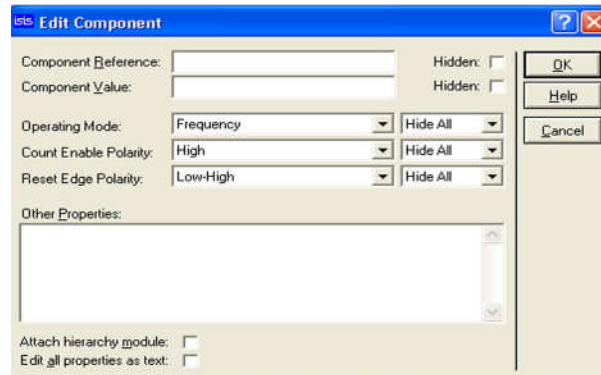 isis Edit Component
Component Reference: Hidden:
Component Value: Hidden:
OK
Help
Cancel
Operating Mode: Frequency Hide All
Count Enable Polarity: High Hide All
Reset Edge Polarity: Low-High Hide All
Other Properties:
Attach hierarchy module:
Edit all properties as text: